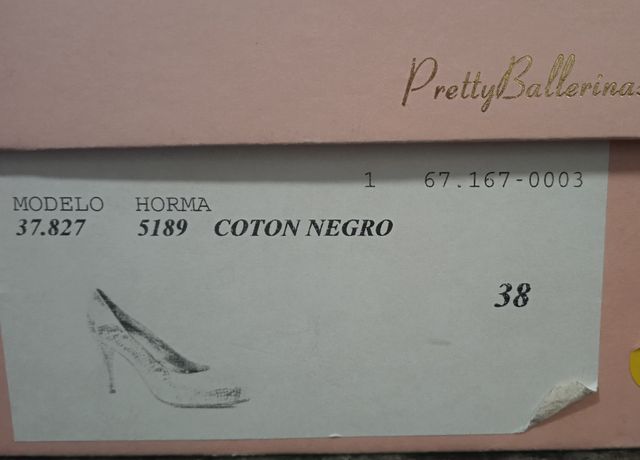 PrettyBallerinas
1 67.167-0003
MODELO HORMA
37.827 5189 COTON NEGRO
38